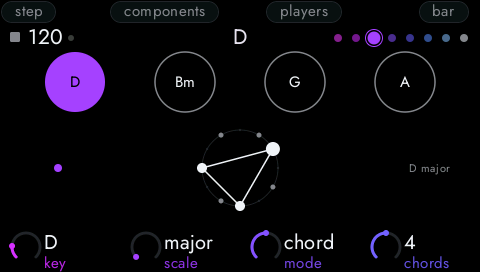 step components players bar
120 D
D Bm G A
D major
D major chord 4
key scale mode chords